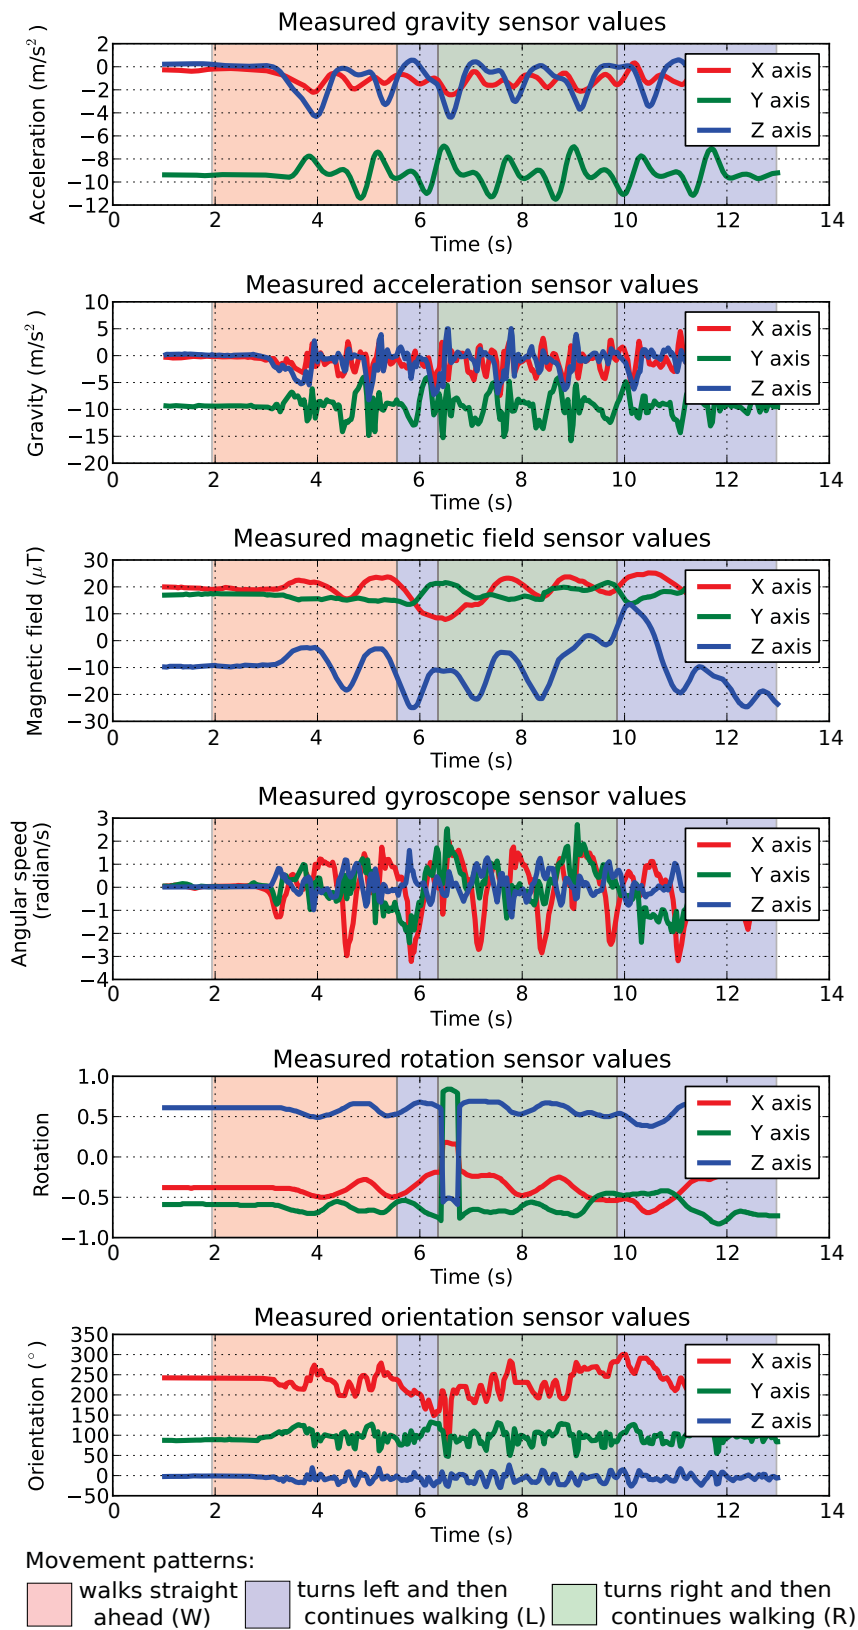 Measured gravity sensor values
Acceleration (m/s²)
2
0
−2
−4
−6
−8
−10
−12
X axis
Y axis
Z axis
0 2 4 6 8 10 12 14
Time (s)
Measured acceleration sensor values
Gravity (m/s²)
10
5
0
−5
−10
−15
−20
X axis
Y axis
Z axis
0 2 4 6 8 10 12 14
Time (s)
Measured magnetic field sensor values
Magnetic field (μT)
30
20
10
0
−10
−20
−30
X axis
Y axis
Z axis
0 2 4 6 8 10 12 14
Time (s)
Measured gyroscope sensor values
Angular speed
(radian/s)
3
2
1
0
−1
−2
−3
−4
X axis
Y axis
Z axis
0 2 4 6 8 10 12 14
Time (s)
Measured rotation sensor values
Rotation
1.0
0.5
0.0
−0.5
−1.0
X axis
Y axis
Z axis
0 2 4 6 8 10 12 14
Time (s)
Measured orientation sensor values
Orientation (°)
350
300
250
200
150
100
50
0
−50
X axis
Y axis
Z axis
0 2 4 6 8 10 12 14
Time (s)
Movement patterns:
walks straight
ahead (W)
turns left and then
continues walking (L)
turns right and then
continues walking (R)